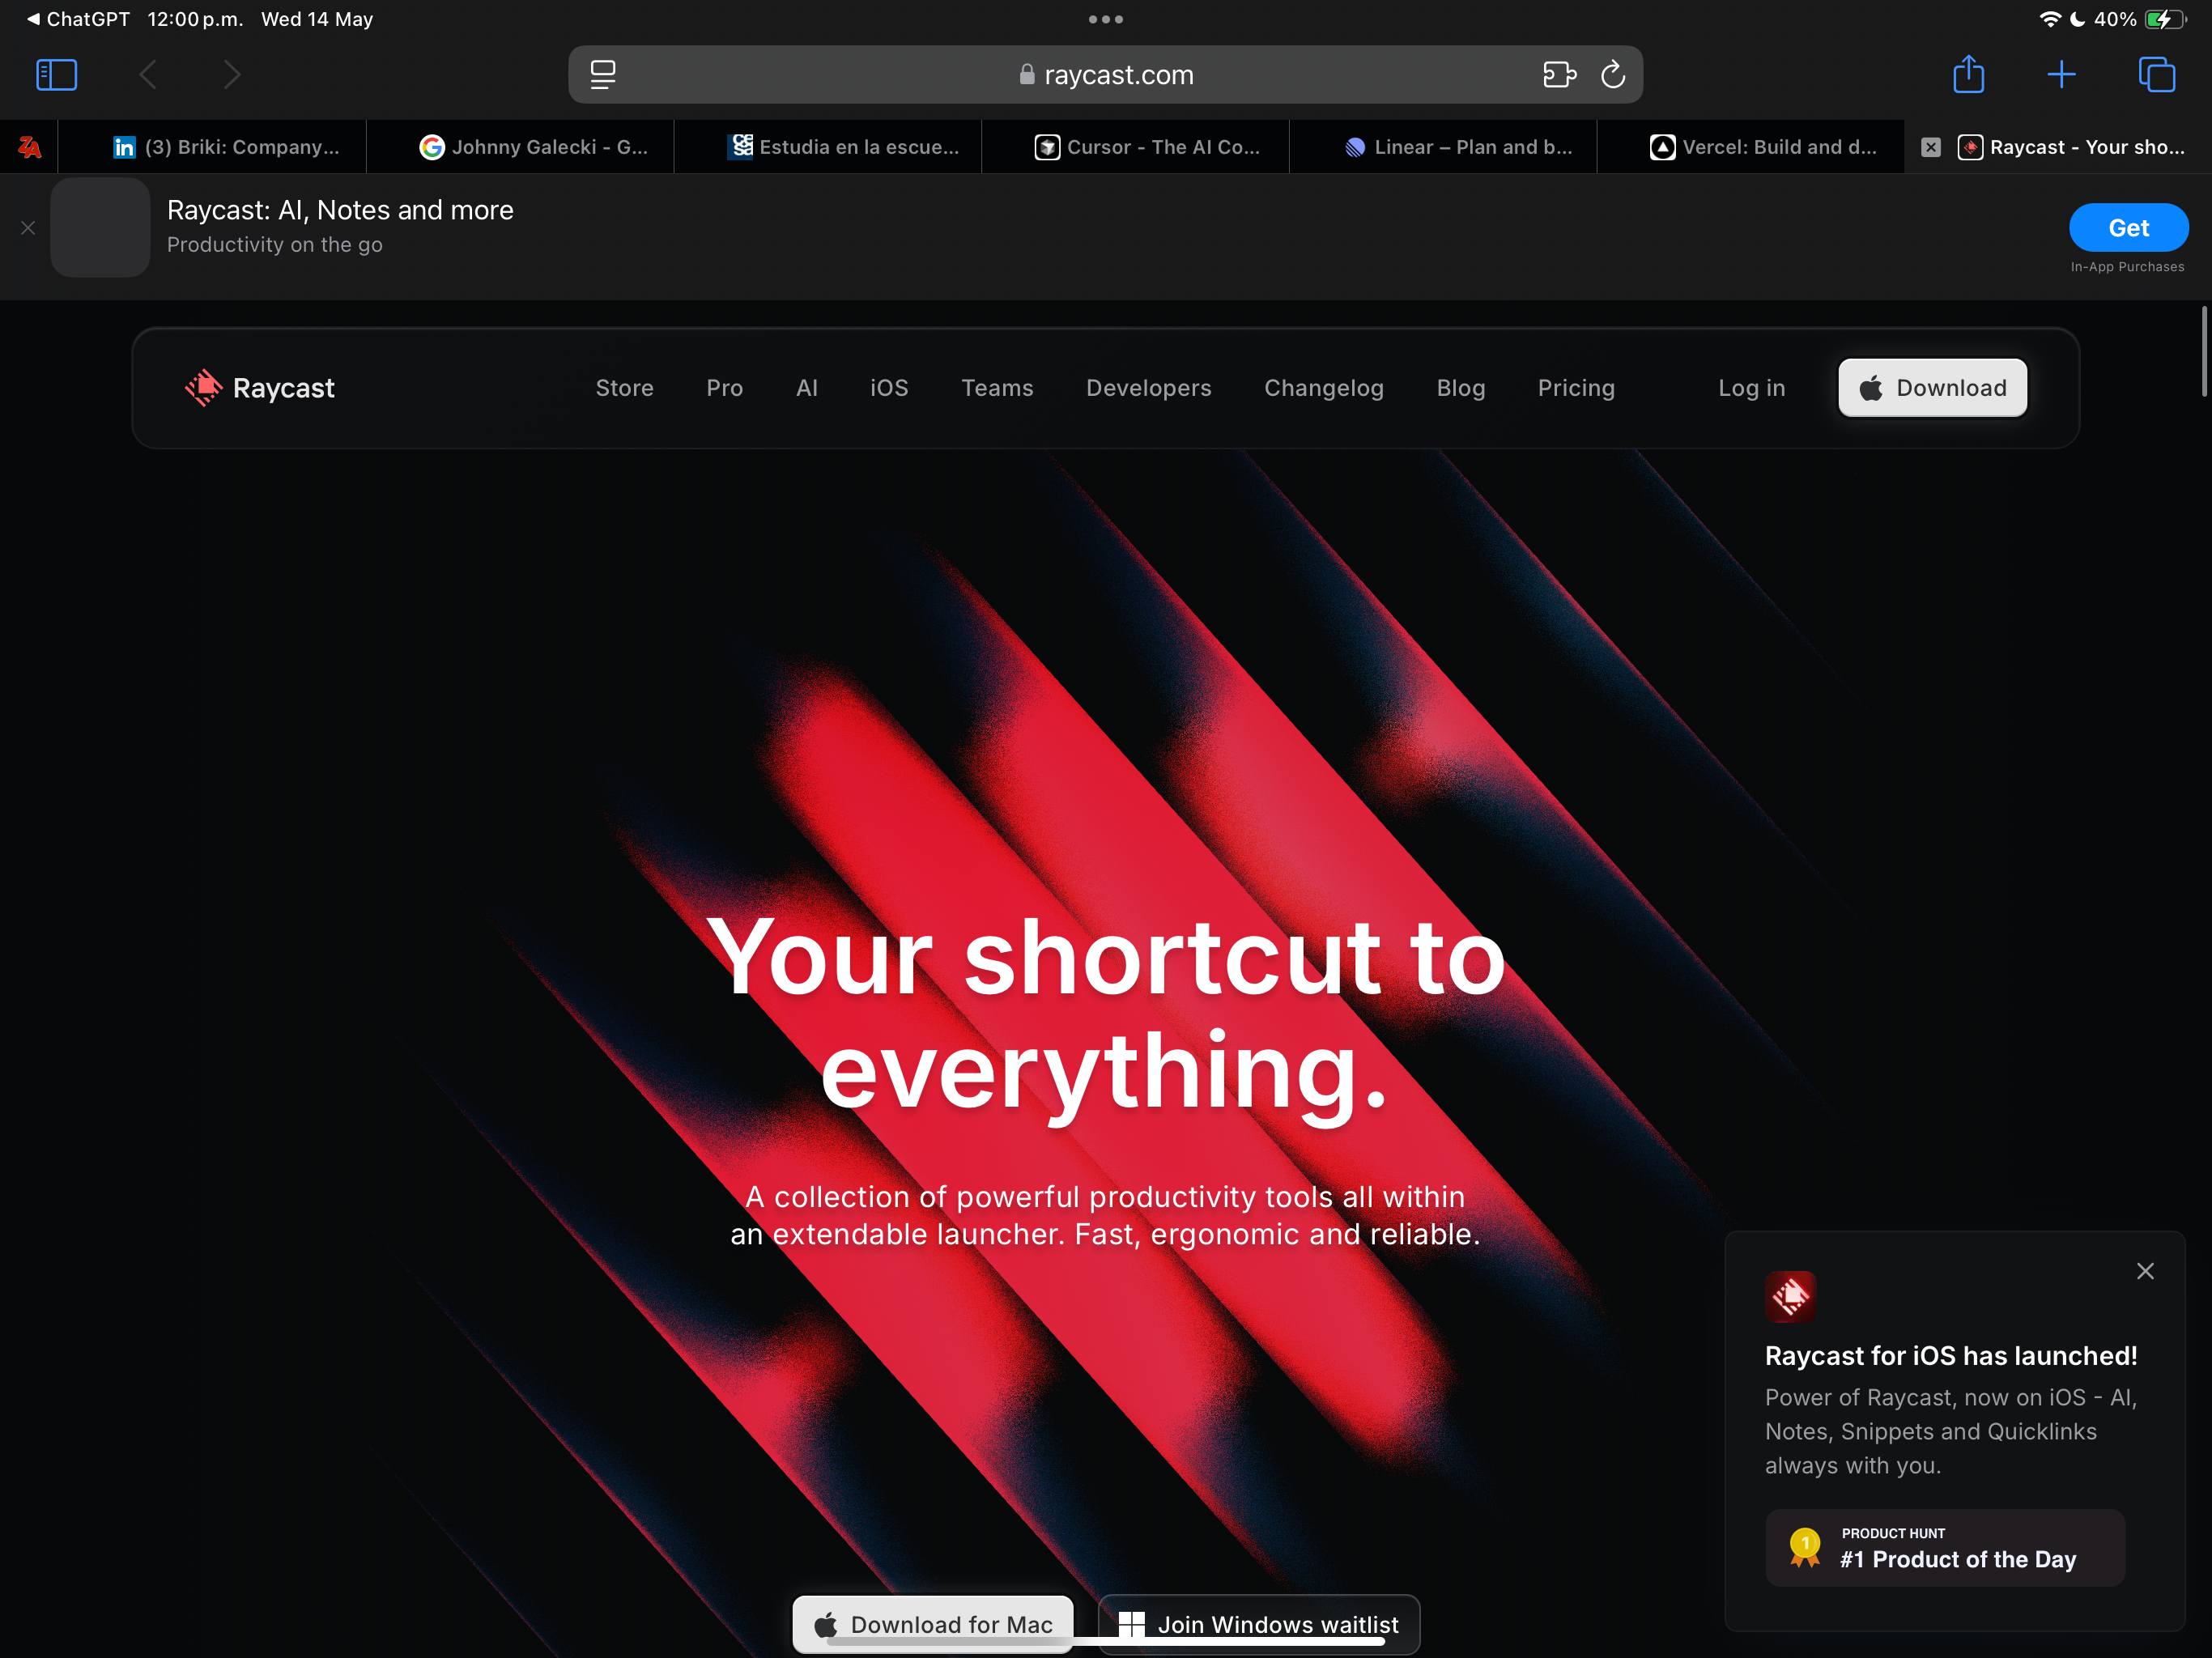 ChatGPT 12:00 p.m. Wed 14 May
40%
raycast.com
ZA
in (3) Briki: Company...
G Johnny Galecki - G...
Estudia en la escue...
Cursor - The AI Co...
Linear – Plan and b...
Vercel: Build and d...
Raycast - Your sho...
Raycast: AI, Notes and more
Productivity on the go
Get
In-App Purchases
Raycast
Store Pro AI iOS Teams Developers Changelog Blog Pricing Log in Download
Your shortcut to
everything.
A collection of powerful productivity tools all within
an extendable launcher. Fast, ergonomic and reliable.
Download for Mac
Join Windows waitlist
Raycast for iOS has launched!
Power of Raycast, now on iOS - AI,
Notes, Snippets and Quicklinks
always with you.
1
PRODUCT HUNT
#1 Product of the Day